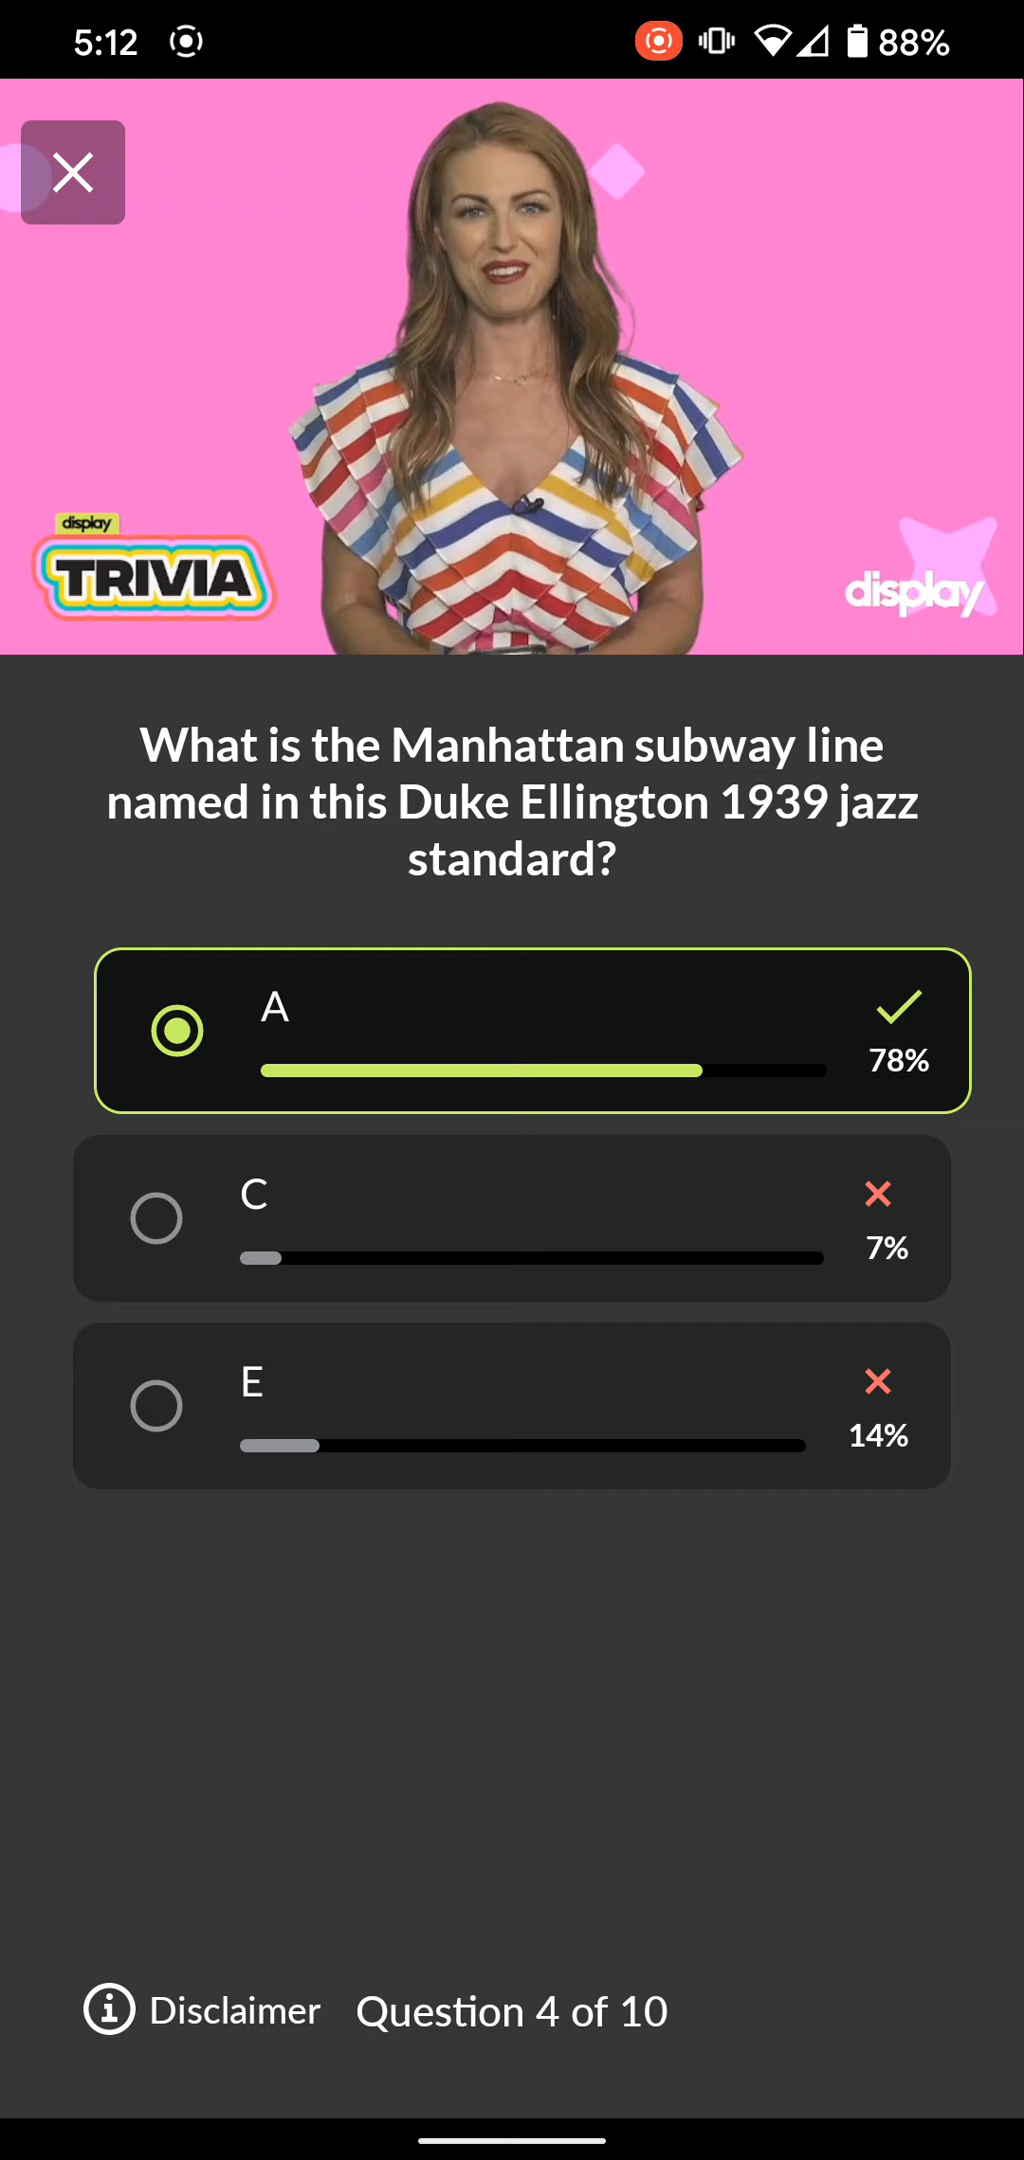 5:12
88%
display
TRIVIA
display
What is the Manhattan subway line
named in this Duke Ellington 1939 jazz
standard?
A
78%
C
7%
E
14%
Disclaimer Question 4 of 10